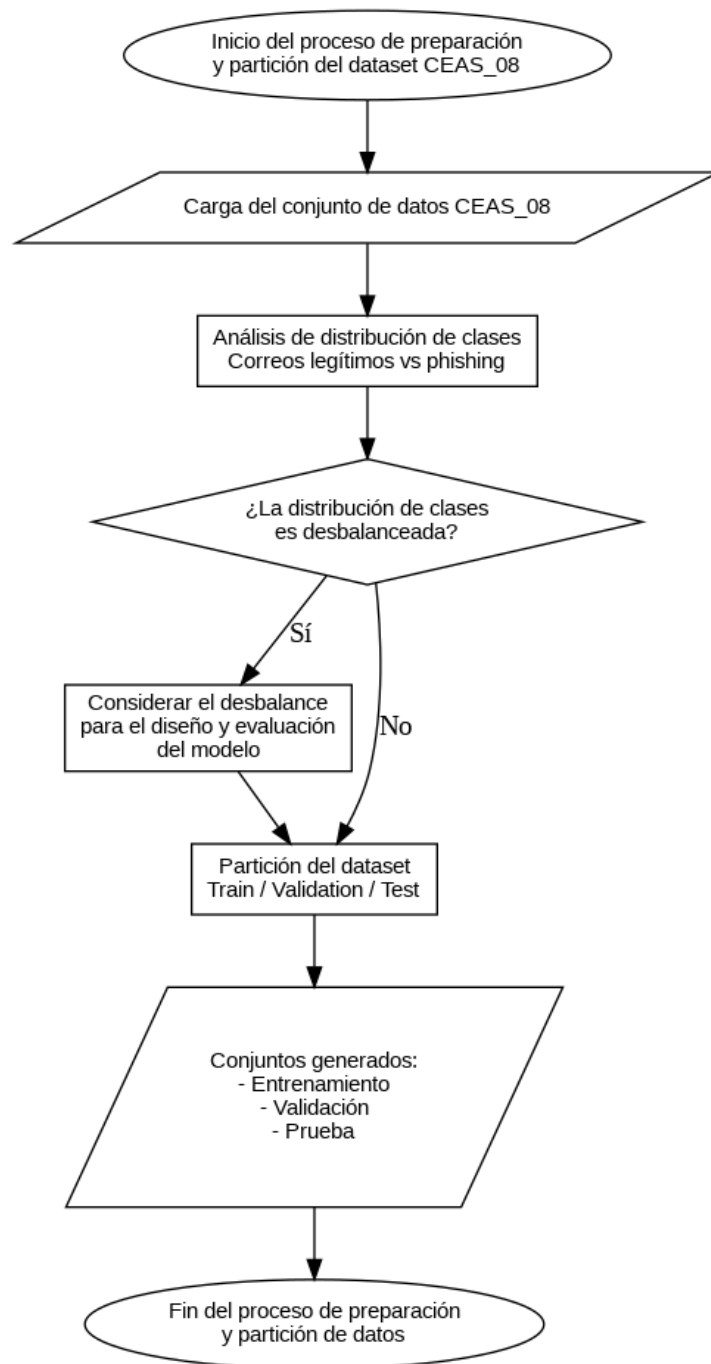 Inicio del proceso de preparación
y partición del dataset CEAS_08
Carga del conjunto de datos CEAS_08
Análisis de distribución de clases
Correos legítimos vs phishing
¿La distribución de clases
es desbalanceada?
Sí
Considerar el desbalance
para el diseño y evaluación
del modelo
No
Partición del dataset
Train / Validation / Test
Conjuntos generados:
- Entrenamiento
- Validación
- Prueba
Fin del proceso de preparación
y partición de datos